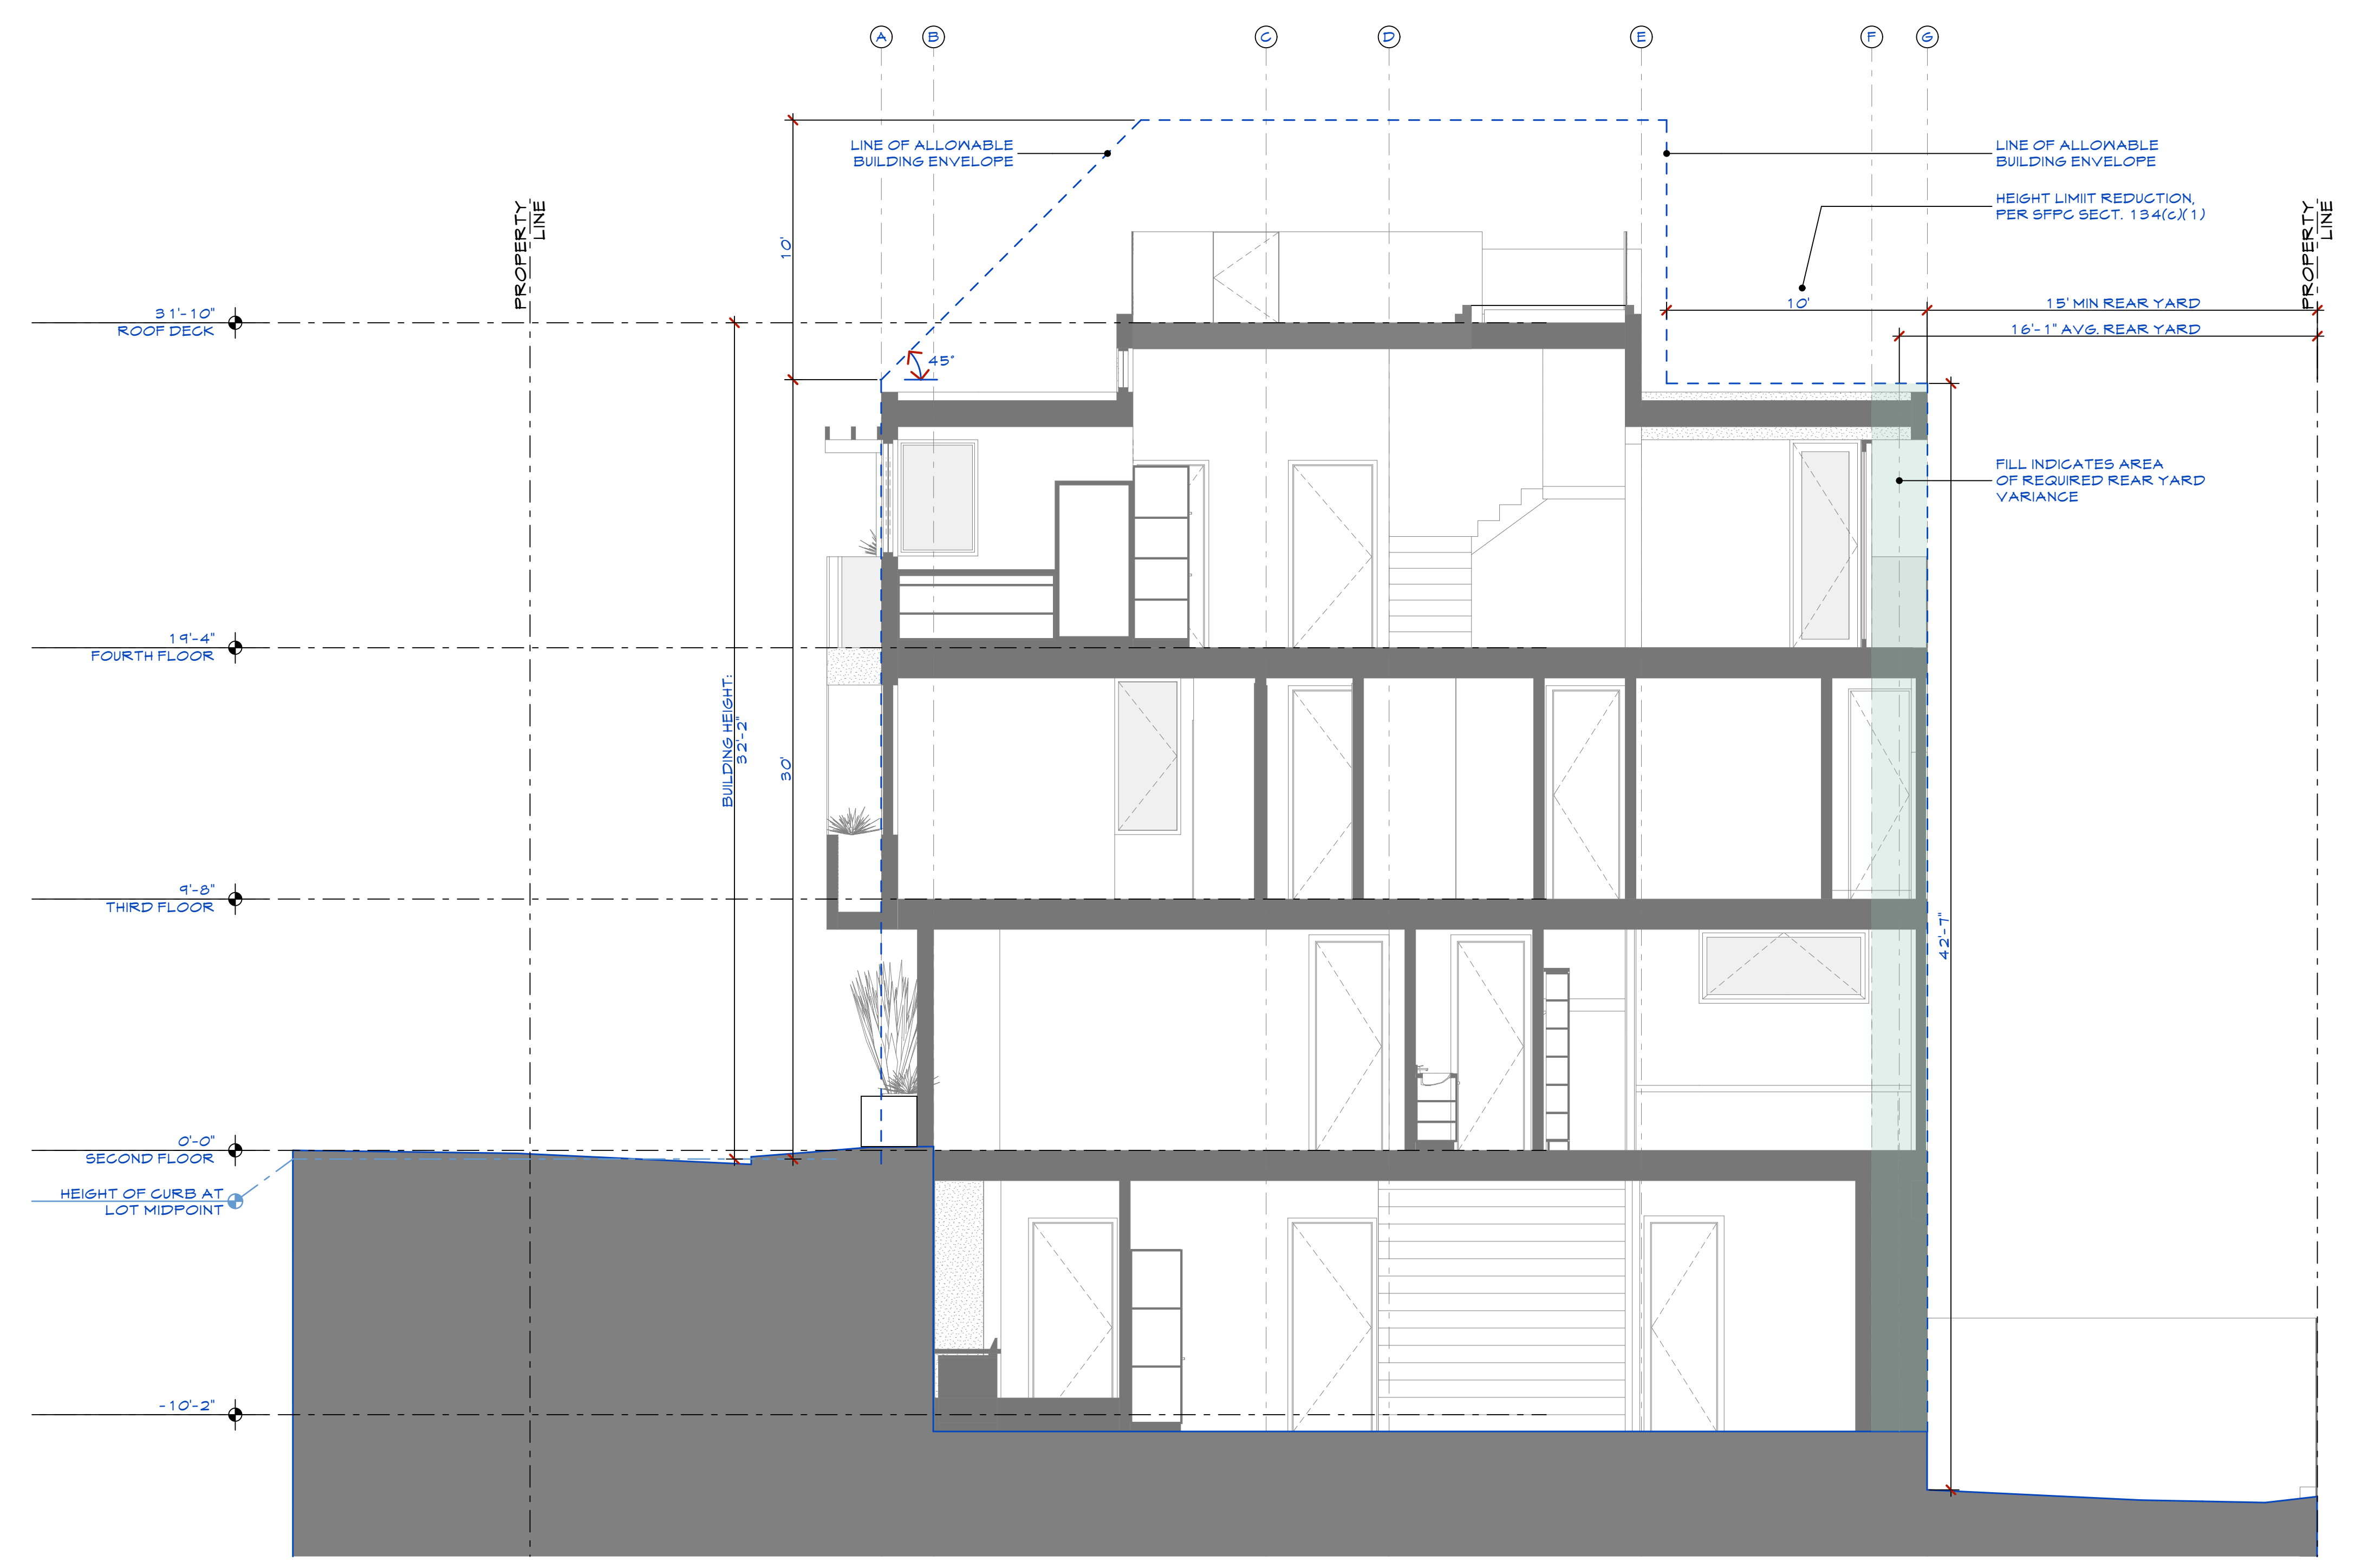 A B C D E F G
LINE OF ALLOWABLE
BUILDING ENVELOPE
LINE OF ALLOWABLE
BUILDING ENVELOPE
HEIGHT LIMIIT REDUCTION,
PER SFPC SECT. 134(C)(1)
PROPERTY
LINE
PROPERTY
LINE
10'
10'
15' MIN REAR YARD
16'-1" AVG. REAR YARD
31'-10"
ROOF DECK
45°
FILL INDICATES AREA
OF REQUIRED REAR YARD
VARIANCE
19'-4"
FOURTH FLOOR
BUILDING HEIGHT:
32'-2"
30'
9'-8"
THIRD FLOOR
42'-7"
0'-0"
SECOND FLOOR
HEIGHT OF CURB AT
LOT MIDPOINT
-10'-2"